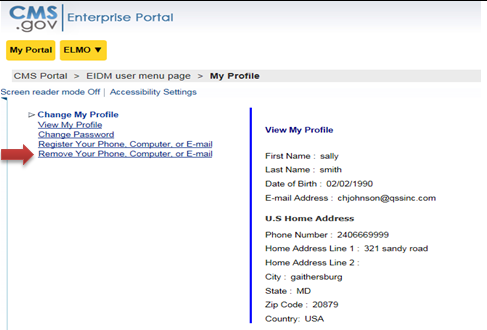 CMS
.gov
Enterprise Portal
My Portal
ELMO ▼
CMS Portal > EIDM user menu page > My Profile
Screen reader mode Off | Accessibility Settings
Change My Profile
View My Profile
Change Password
Register Your Phone, Computer, or E-mail
Remove Your Phone, Computer, or E-mail
View My Profile
First Name : sally
Last Name : smith
Date of Birth : 02/02/1990
E-mail Address : chjohnson@qssinc.com
U.S Home Address
Phone Number : 2406669999
Home Address Line 1 : 321 sandy road
Home Address Line 2 :
City : gaithersburg
State : MD
Zip Code : 20879
Country: USA